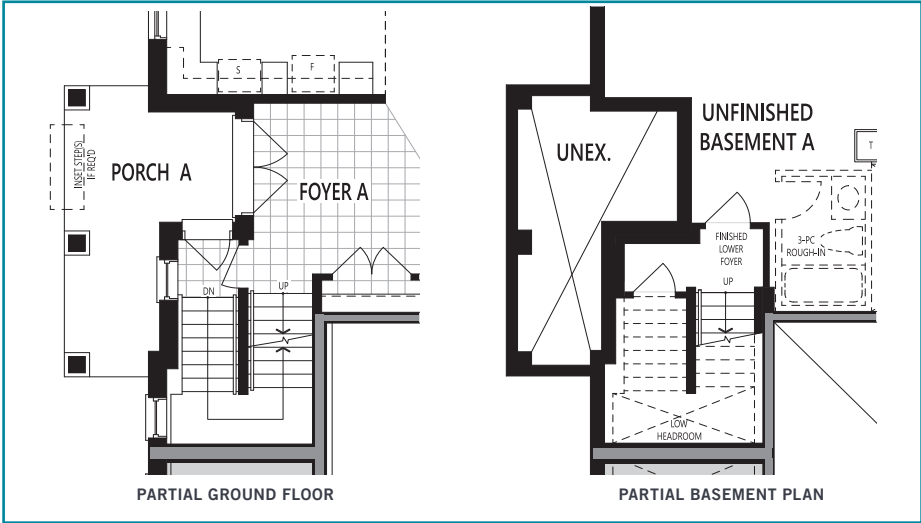 S
F
INSET STEP(S)
IF REQ'D
PORCH A
FOYER A
DN
UP
PARTIAL GROUND FLOOR
UNFINISHED
BASEMENT A
UNEX.
T
FINISHED
LOWER
FOYER
3-PC
ROUGH-IN
UP
LOW
HEADROOM
PARTIAL BASEMENT PLAN